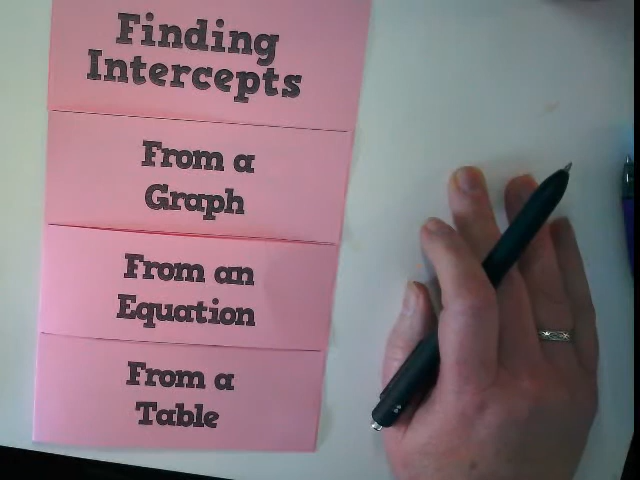 Finding
Intercepts
From a
Graph
From an
Equation
From a
Table